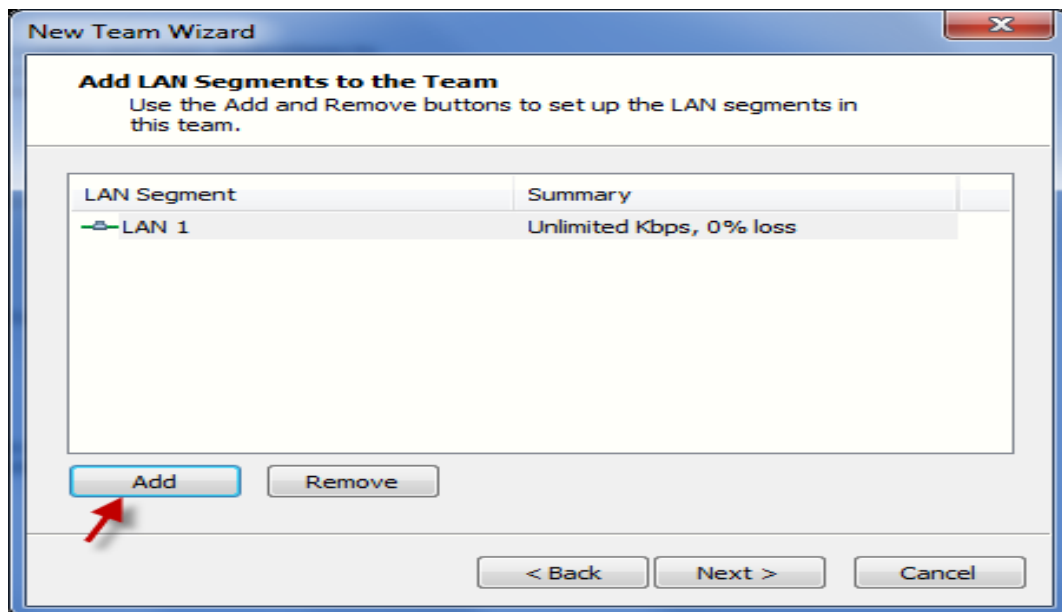 New Team Wizard
Add LAN Segments to the Team
Use the Add and Remove buttons to set up the LAN segments in
this team.
LAN Segment Summary
LAN 1 Unlimited Kbps, 0% loss
Add Remove
< Back Next > Cancel